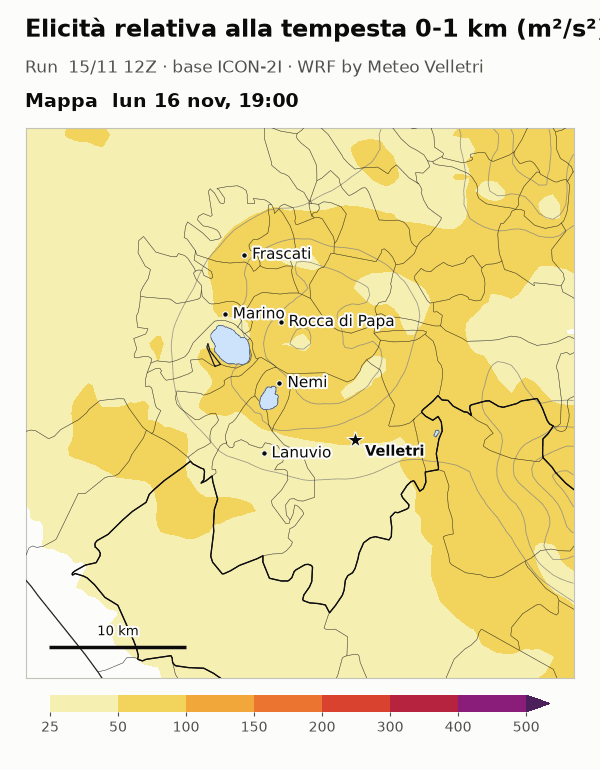 Elicità relativa alla tempesta 0-1 km (m²/s²)
Run 15/11 12Z · base ICON-2I · WRF by Meteo Velletri
Mappa lun 16 nov, 19:00
Frascati
Marino
Rocca di Papa
Nemi
Velletri
Lanuvio
10 km
25 50 100 150 200 300 400 500